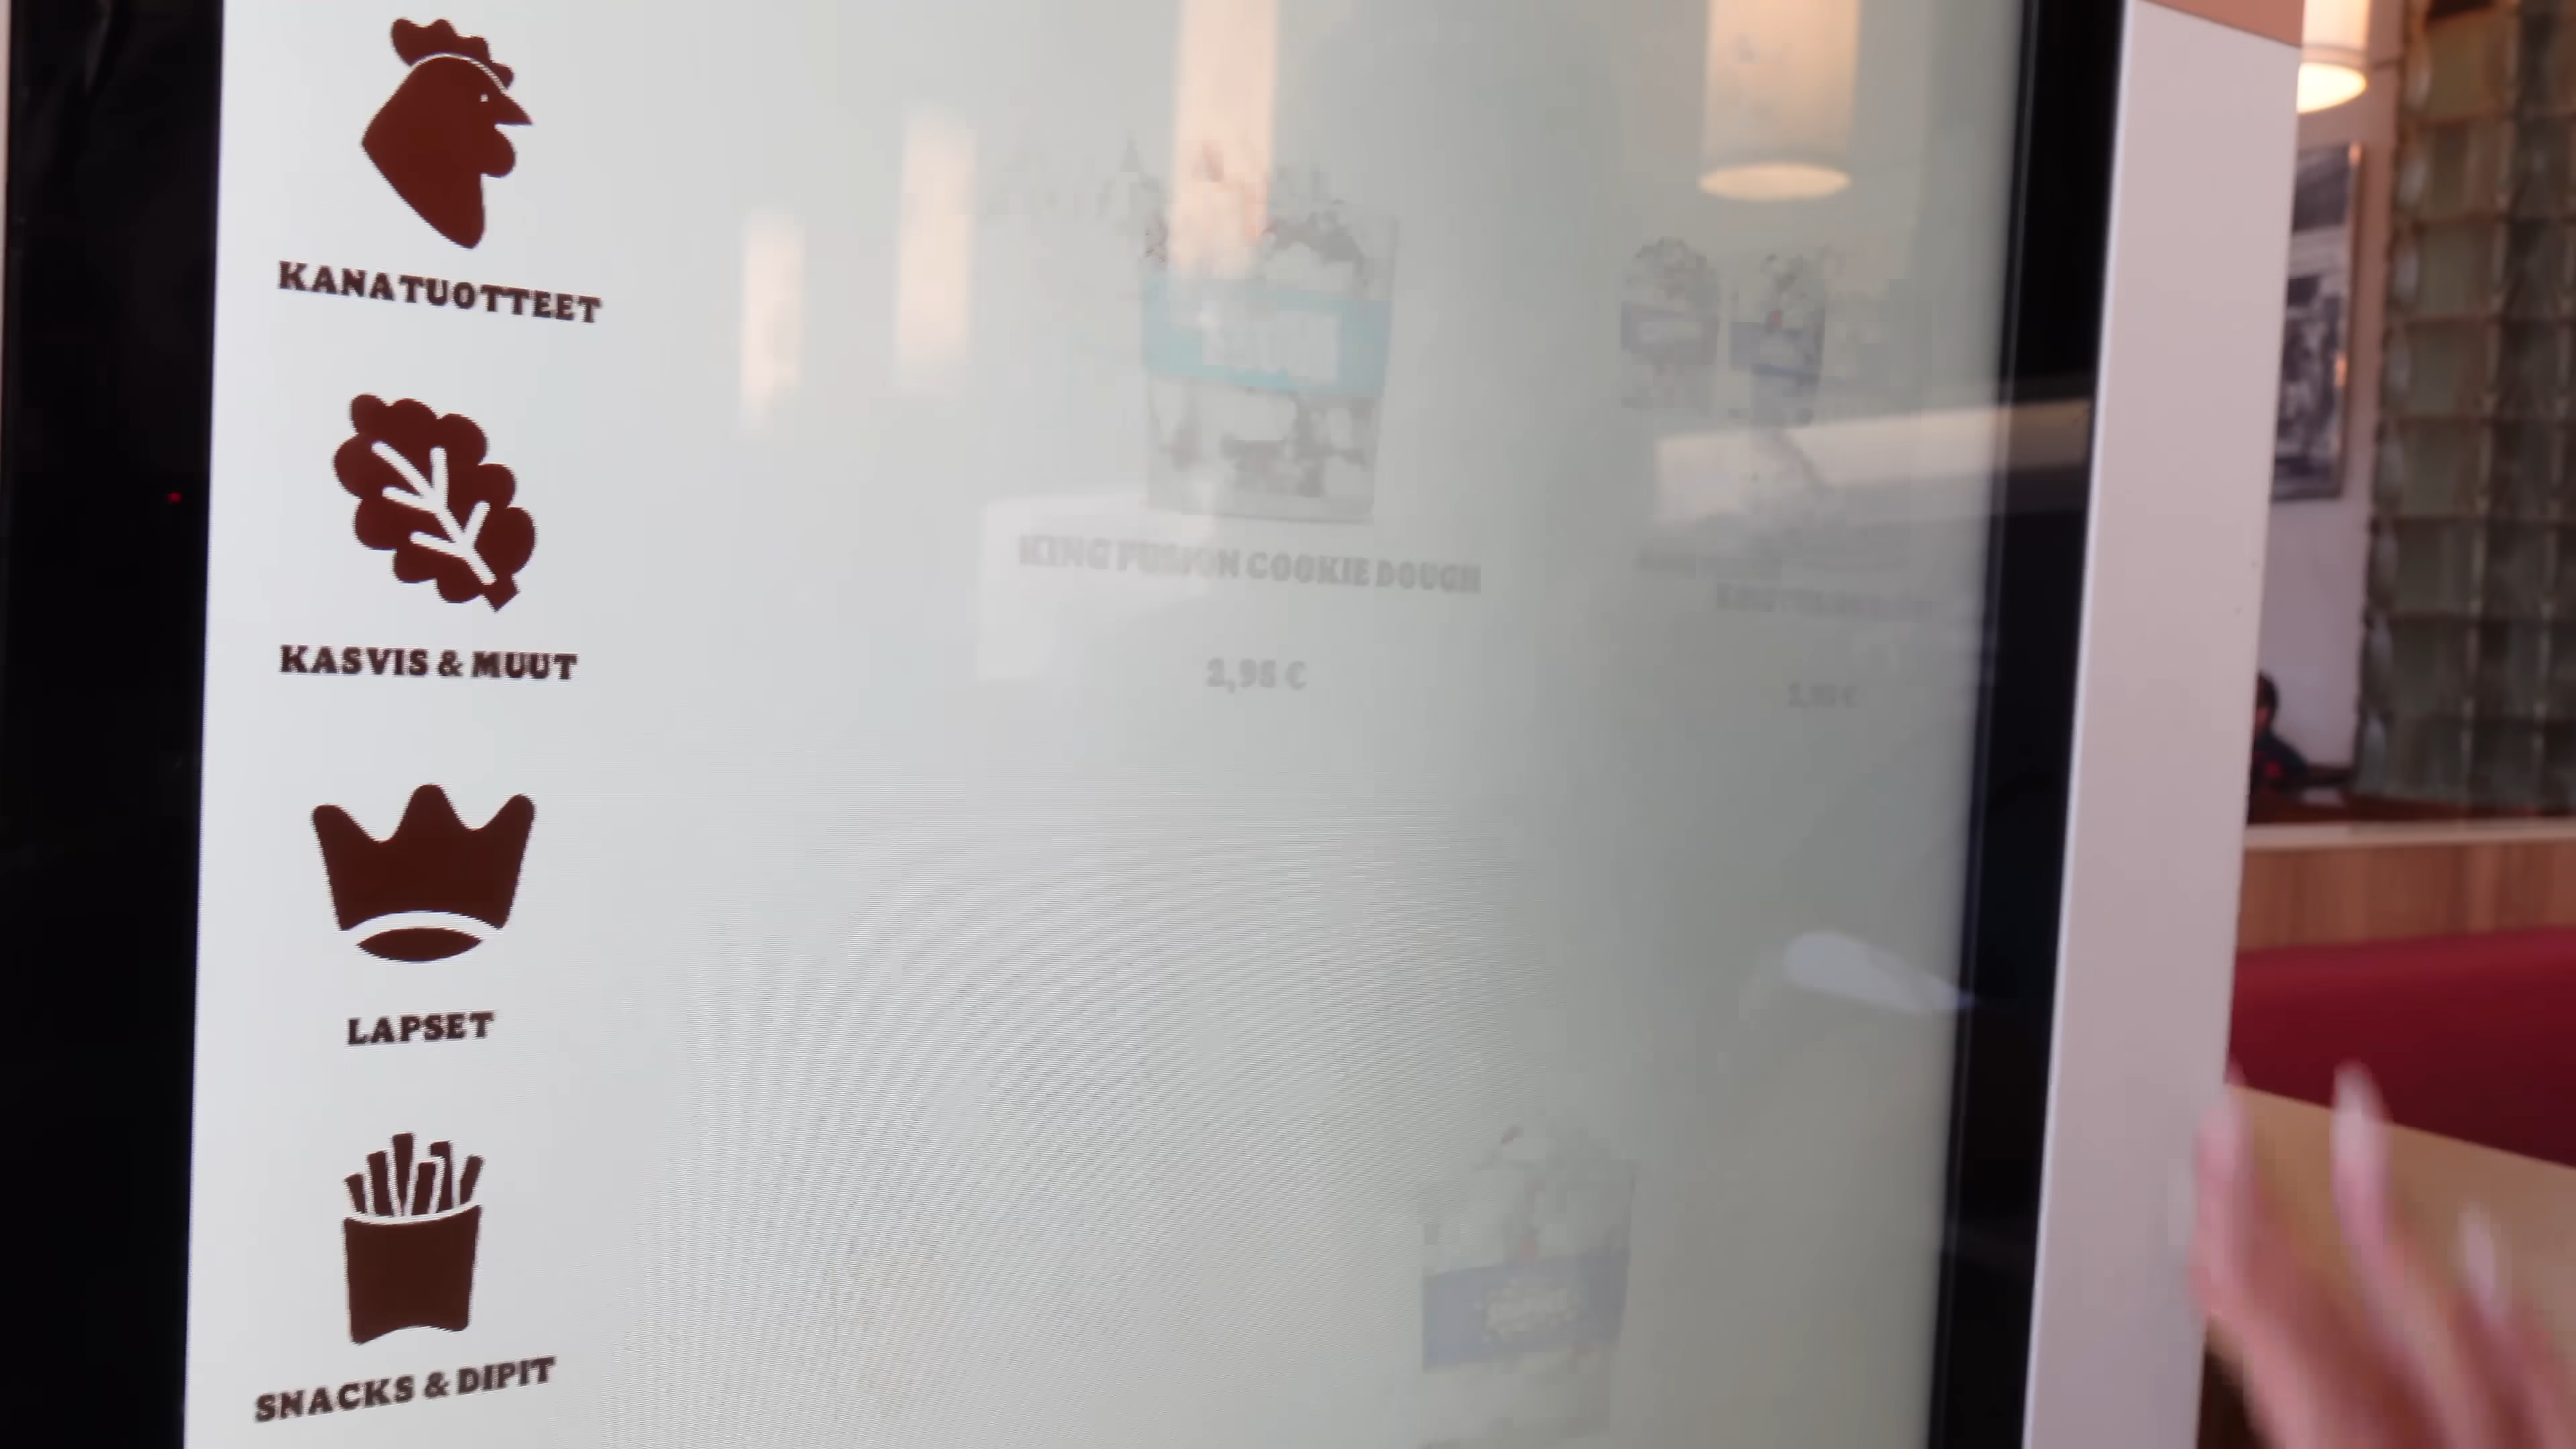 KANATUOTTEET
KASVIS & MUUT
LAPSET
SNACKS & DIPIT
KING FUSION COOKIE DOUGH
2,95 €